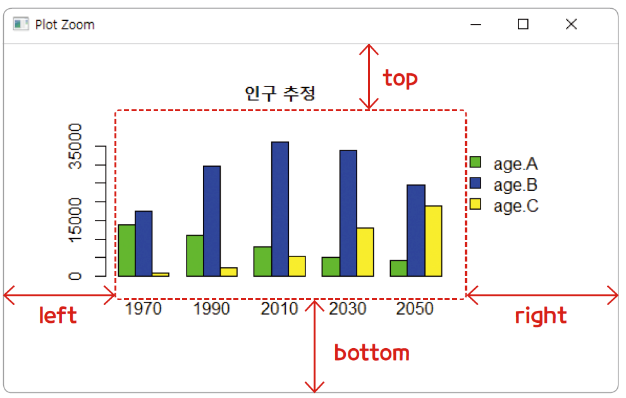 Plot Zoom
top
인구 추정
35000
15000
0
age.A
age.B
age.C
1970 1990 2010 2030 2050
left
right
bottom